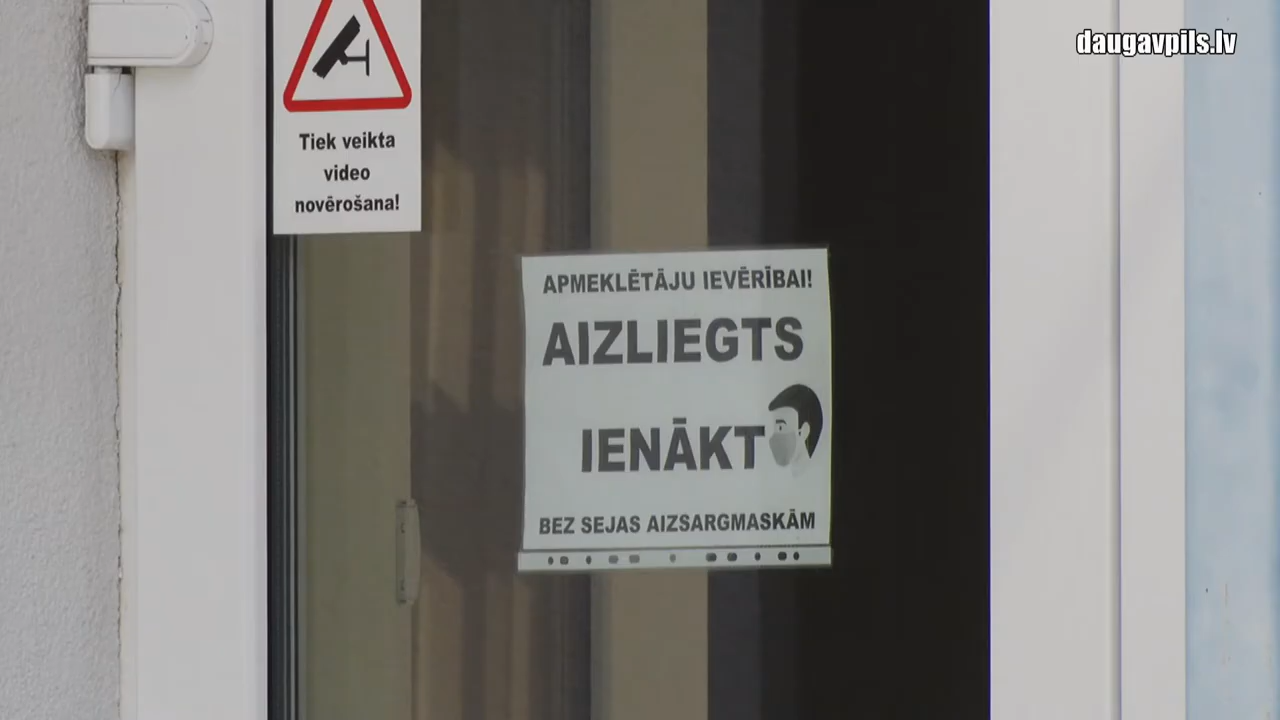 daugavpils.lv
Tiek veikta
video
novērošana!
APMEKLĒTĀJU IEVĒRĪBAI!
AIZLIEGTS
IENĀKT
BEZ SEJAS AIZSARGMASKĀM